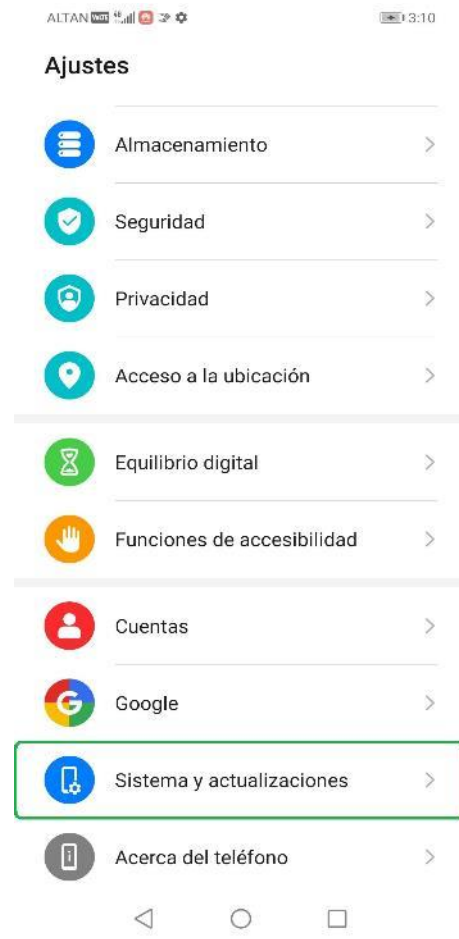 ALTAN VoLTE 3:10
Ajustes
Almacenamiento
Seguridad
Privacidad
Acceso a la ubicación
Equilibrio digital
Funciones de accesibilidad
Cuentas
Google
Sistema y actualizaciones
Acerca del teléfono